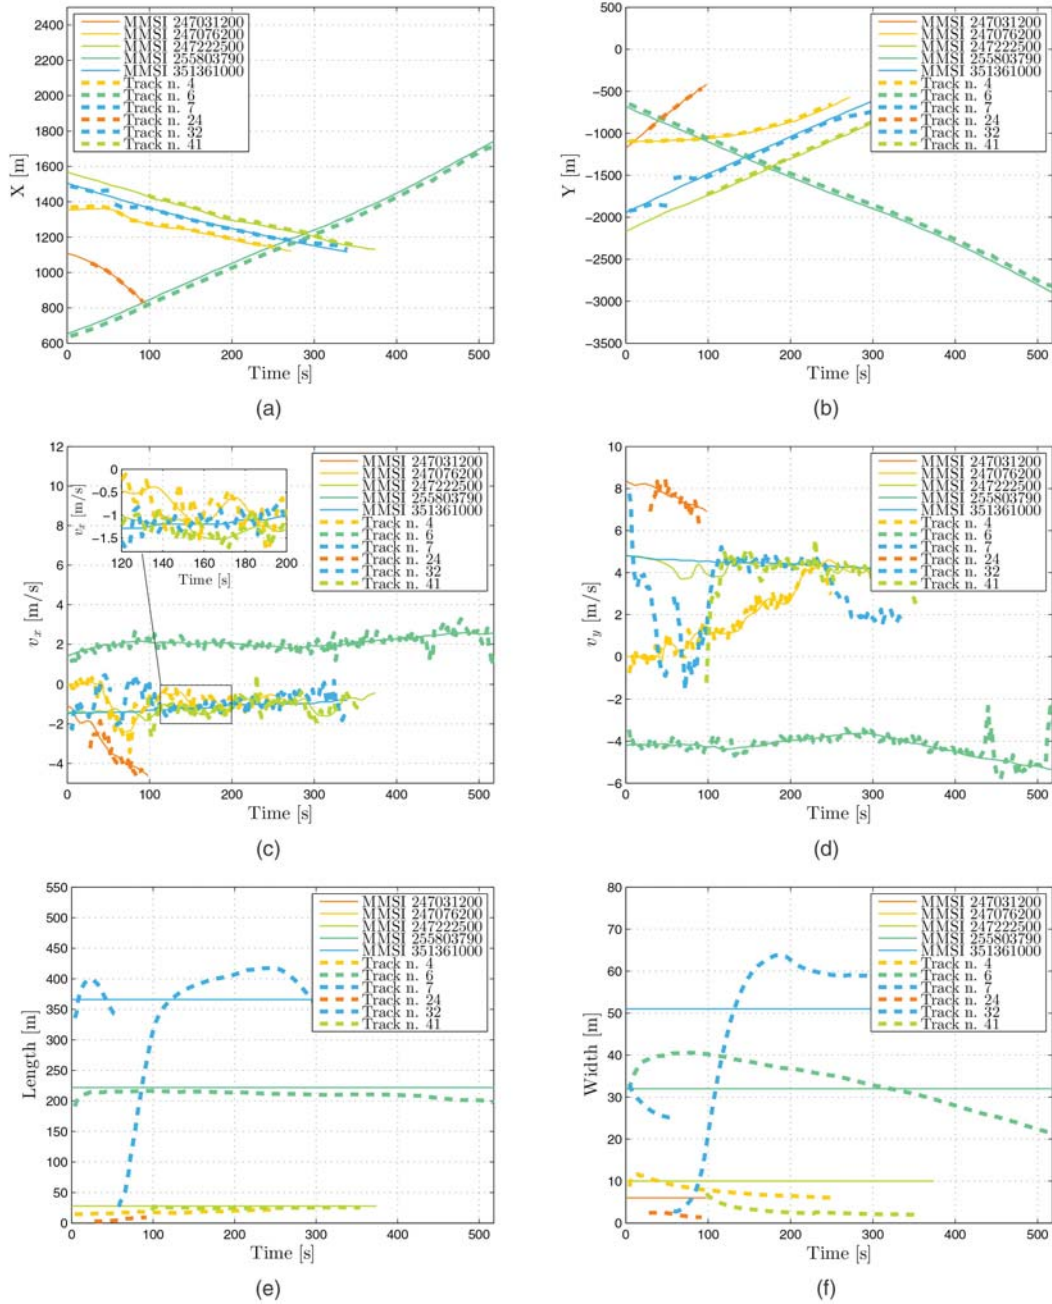 2400
2200
2000
1800
1600
1400
1200
1000
800
600
X [m]
MMSI 247031200
MMSI 247076200
MMSI 247222500
MMSI 255803790
MMSI 351361000
Track n. 4
Track n. 6
Track n. 7
Track n. 24
Track n. 32
Track n. 41
0 100 200 300 400 500
Time [s]
(a)
0
−500
−1000
−1500
−2000
−2500
−3000
−3500
Y [m]
MMSI 247031200
MMSI 247076200
MMSI 247222500
MMSI 255803790
MMSI 351361000
Track n. 4
Track n. 6
Track n. 7
Track n. 24
Track n. 32
Track n. 41
0 100 200 300 400 500
Time [s]
(b)
12
10
8
6
4
2
0
−2
−4
vx [m/s]
0
−0.5
−1
−1.5
vx [m/s]
120 140 160 180 200
Time [s]
MMSI 247031200
MMSI 247076200
MMSI 247222500
MMSI 255803790
MMSI 351361000
Track n. 4
Track n. 6
Track n. 7
Track n. 24
Track n. 32
Track n. 41
0 100 200 300 400 500
Time [s]
(c)
10
8
6
4
2
0
−2
−4
−6
vy [m/s]
MMSI 247031200
MMSI 247076200
MMSI 247222500
MMSI 255803790
MMSI 351361000
Track n. 4
Track n. 6
Track n. 7
Track n. 24
Track n. 32
Track n. 41
0 100 200 300 400 500
Time [s]
(d)
550
500
450
400
350
300
250
200
150
100
50
0
Length [m]
MMSI 247031200
MMSI 247076200
MMSI 247222500
MMSI 255803790
MMSI 351361000
Track n. 4
Track n. 6
Track n. 7
Track n. 24
Track n. 32
Track n. 41
0 100 200 300 400 500
Time [s]
(e)
80
70
60
50
40
30
20
10
0
Width [m]
MMSI 247031200
MMSI 247076200
MMSI 247222500
MMSI 255803790
MMSI 351361000
Track n. 4
Track n. 6
Track n. 7
Track n. 24
Track n. 32
Track n. 41
0 100 200 300 400 500
Time [s]
(f)